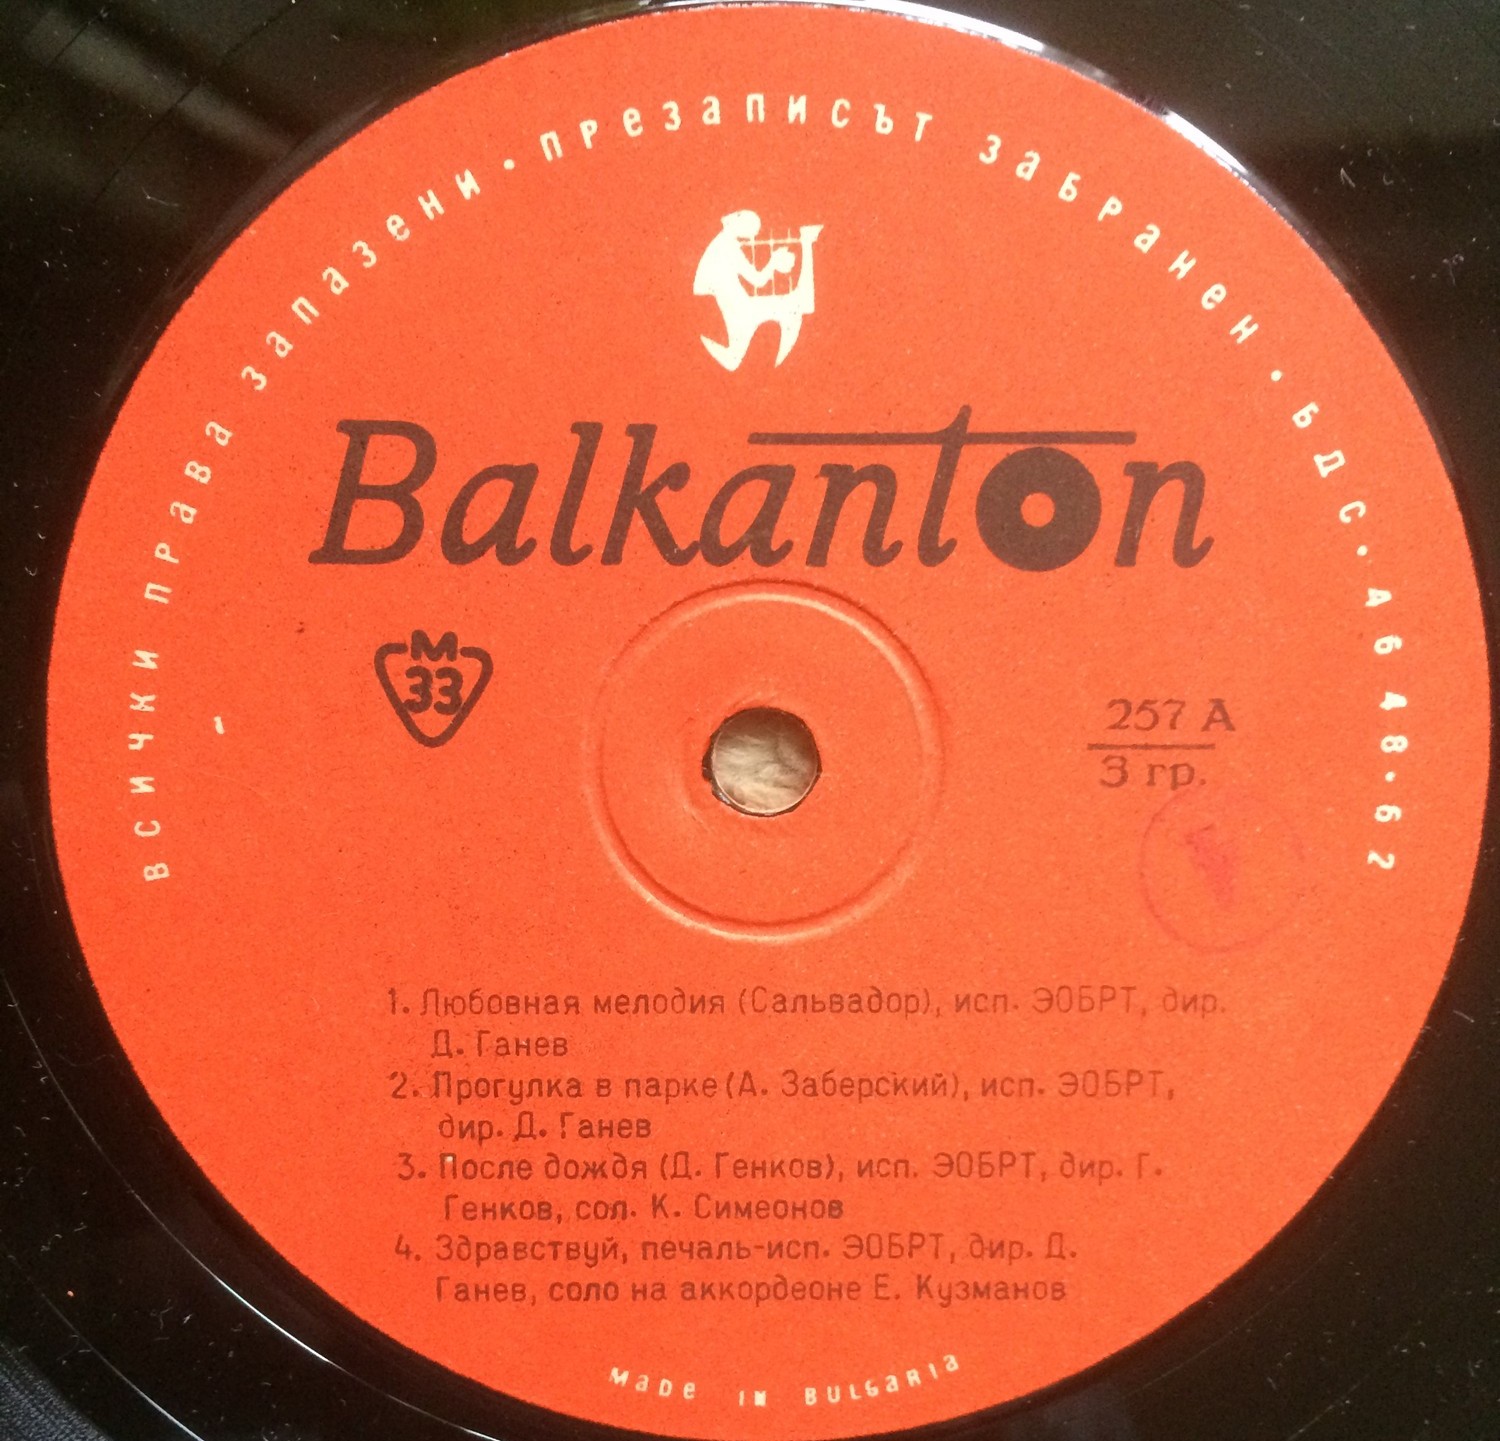 всички права запазени · презаписът забранен · бдс · 4648 · 62
Balkanton
М
33
257 А
3 гр.
1. Любовная мелодия (Сальвадор), исп. ЭОБРТ, дир.
Д. Ганев
2. Прогулка в парке (А. Заберский), исп. ЭОБРТ,
дир. Д. Ганев
3. После дождя (Д. Генков), исп. ЭОБРТ, дир. Г.
Генков, сол. К. Симеонов
4. Здравствуй, печаль-исп. ЭОБРТ, дир. Д.
Ганев, соло на аккордеоне Е. Кузманов
MADE IN BULGARIA